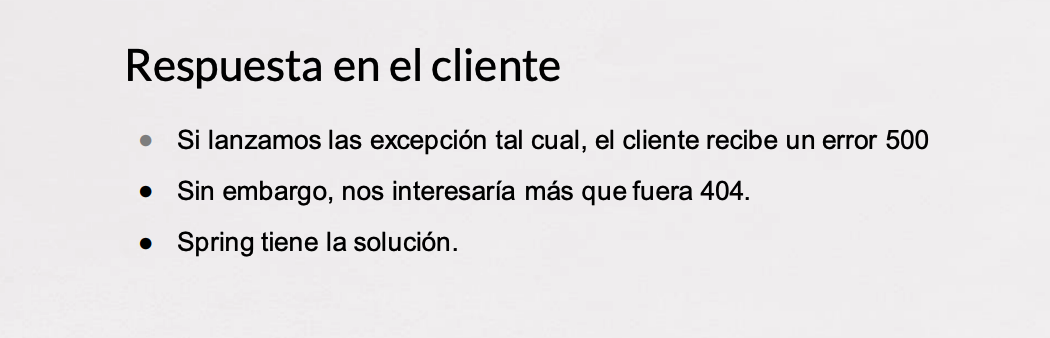 Respuesta en el cliente
● Si lanzamos las excepción tal cual, el cliente recibe un error 500
● Sin embargo, nos interesaría más que fuera 404.
● Spring tiene la solución.